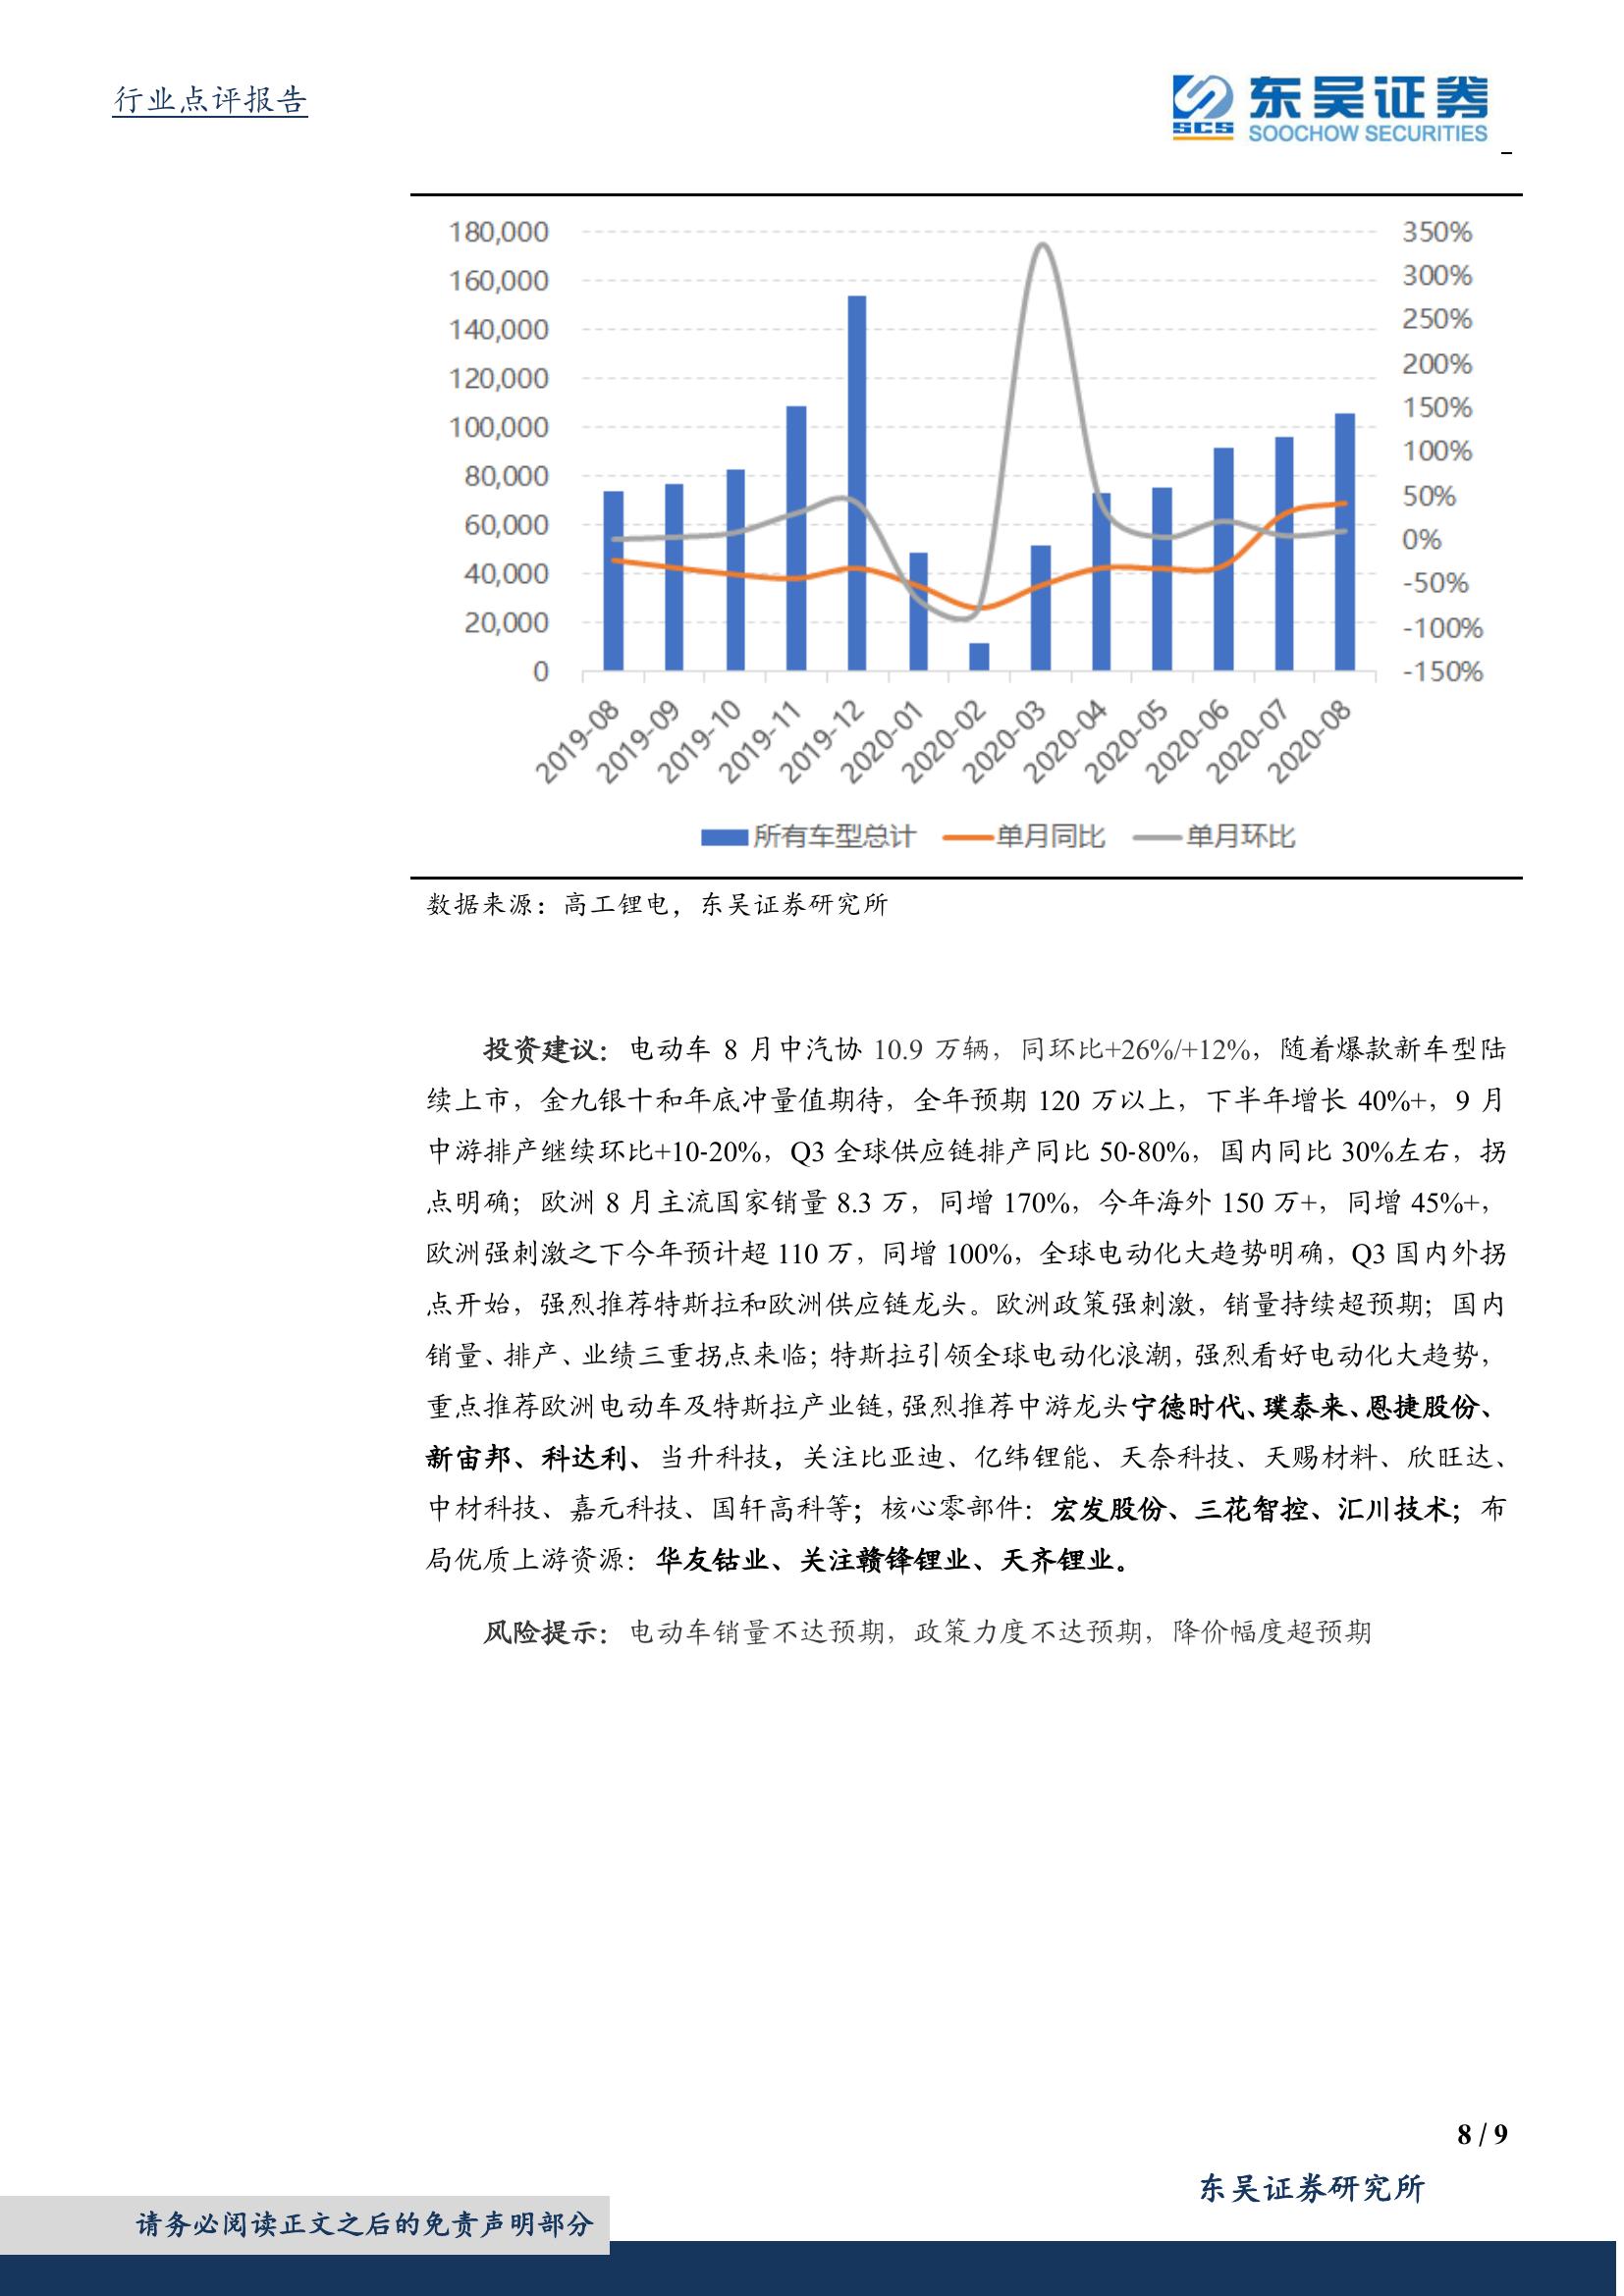 行业点评报告
SCS 东吴证券
SOOCHOW SECURITIES
180,000
160,000
140,000
120,000
100,000
80,000
60,000
40,000
20,000
0
350%
300%
250%
200%
150%
100%
50%
0%
-50%
-100%
-150%
2019-08
2019-09
2019-10
2019-11
2019-12
2020-01
2020-02
2020-03
2020-04
2020-05
2020-06
2020-07
2020-08
所有车型总计 单月同比 单月环比
数据来源：高工锂电，东吴证券研究所
投资建议：电动车 8 月中汽协 10.9 万辆，同环比+26%/+12%，随着爆款新车型陆
续上市，金九银十和年底冲量值期待，全年预期 120 万以上，下半年增长 40%+，9 月
中游排产继续环比+10-20%，Q3 全球供应链排产同比 50-80%，国内同比 30%左右，拐
点明确；欧洲 8 月主流国家销量 8.3 万，同增 170%，今年海外 150 万+，同增 45%+，
欧洲强刺激之下今年预计超 110 万，同增 100%，全球电动化大趋势明确，Q3 国内外拐
点开始，强烈推荐特斯拉和欧洲供应链龙头。欧洲政策强刺激，销量持续超预期；国内
销量、排产、业绩三重拐点来临；特斯拉引领全球电动化浪潮，强烈看好电动化大趋势，
重点推荐欧洲电动车及特斯拉产业链，强烈推荐中游龙头宁德时代、璞泰来、恩捷股份、
新宙邦、科达利、当升科技，关注比亚迪、亿纬锂能、天奈科技、天赐材料、欣旺达、
中材科技、嘉元科技、国轩高科等；核心零部件：宏发股份、三花智控、汇川技术；布
局优质上游资源：华友钴业、关注赣锋锂业、天齐锂业。
风险提示：电动车销量不达预期，政策力度不达预期，降价幅度超预期
8 / 9
东吴证券研究所
请务必阅读正文之后的免责声明部分